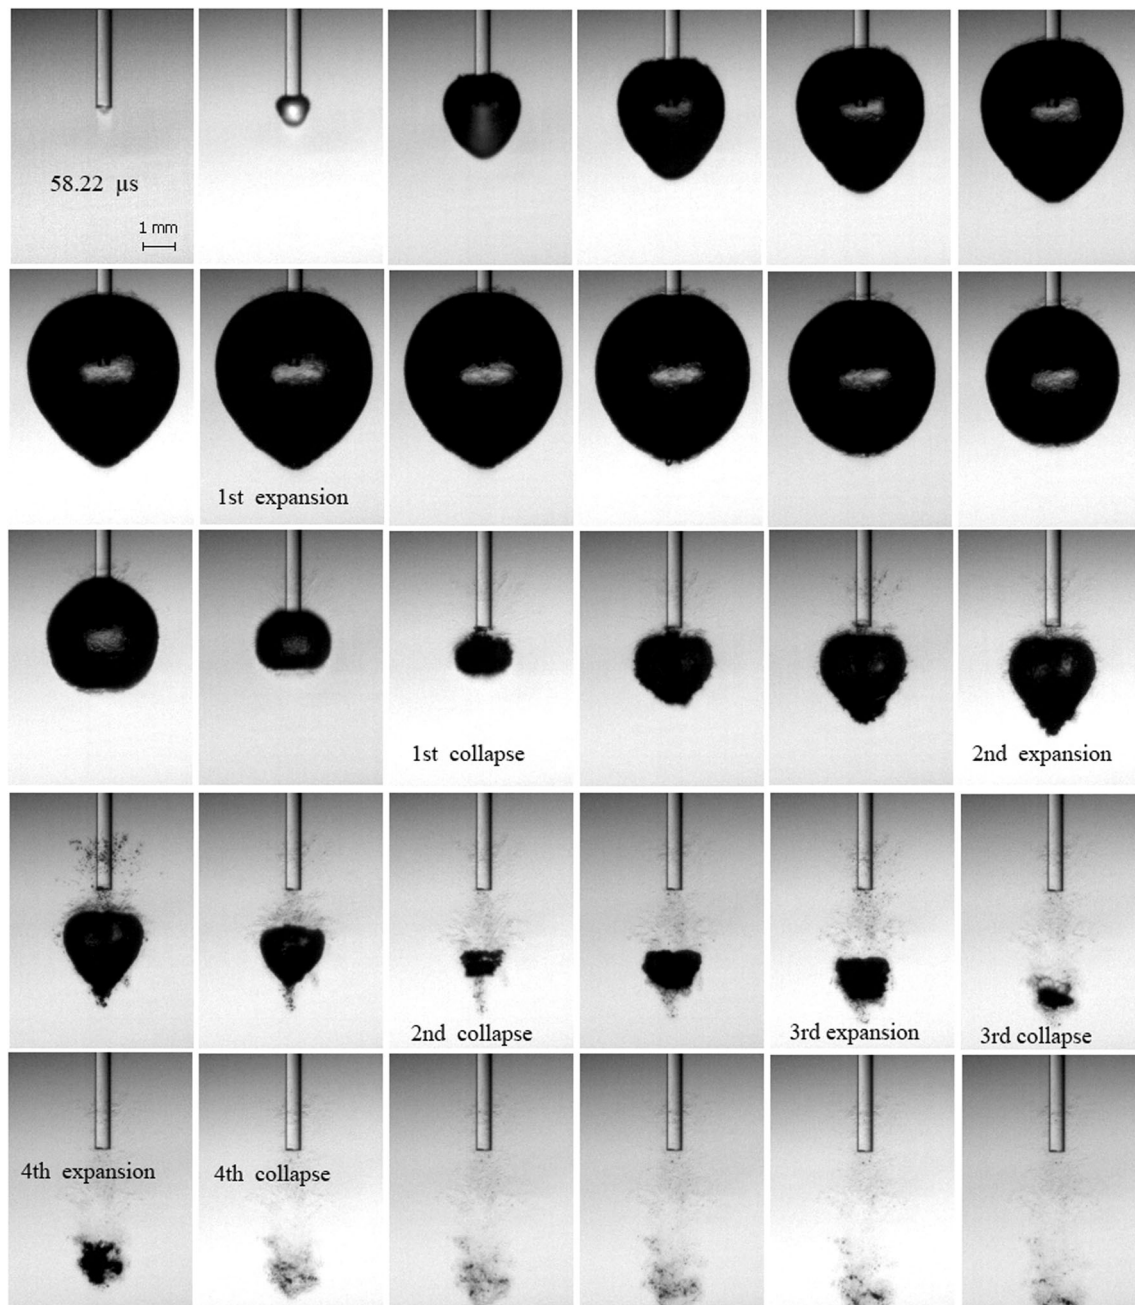 58.22 μs
1 mm
1st expansion
1st collapse
2nd expansion
2nd collapse
3rd expansion
3rd collapse
4th expansion
4th collapse